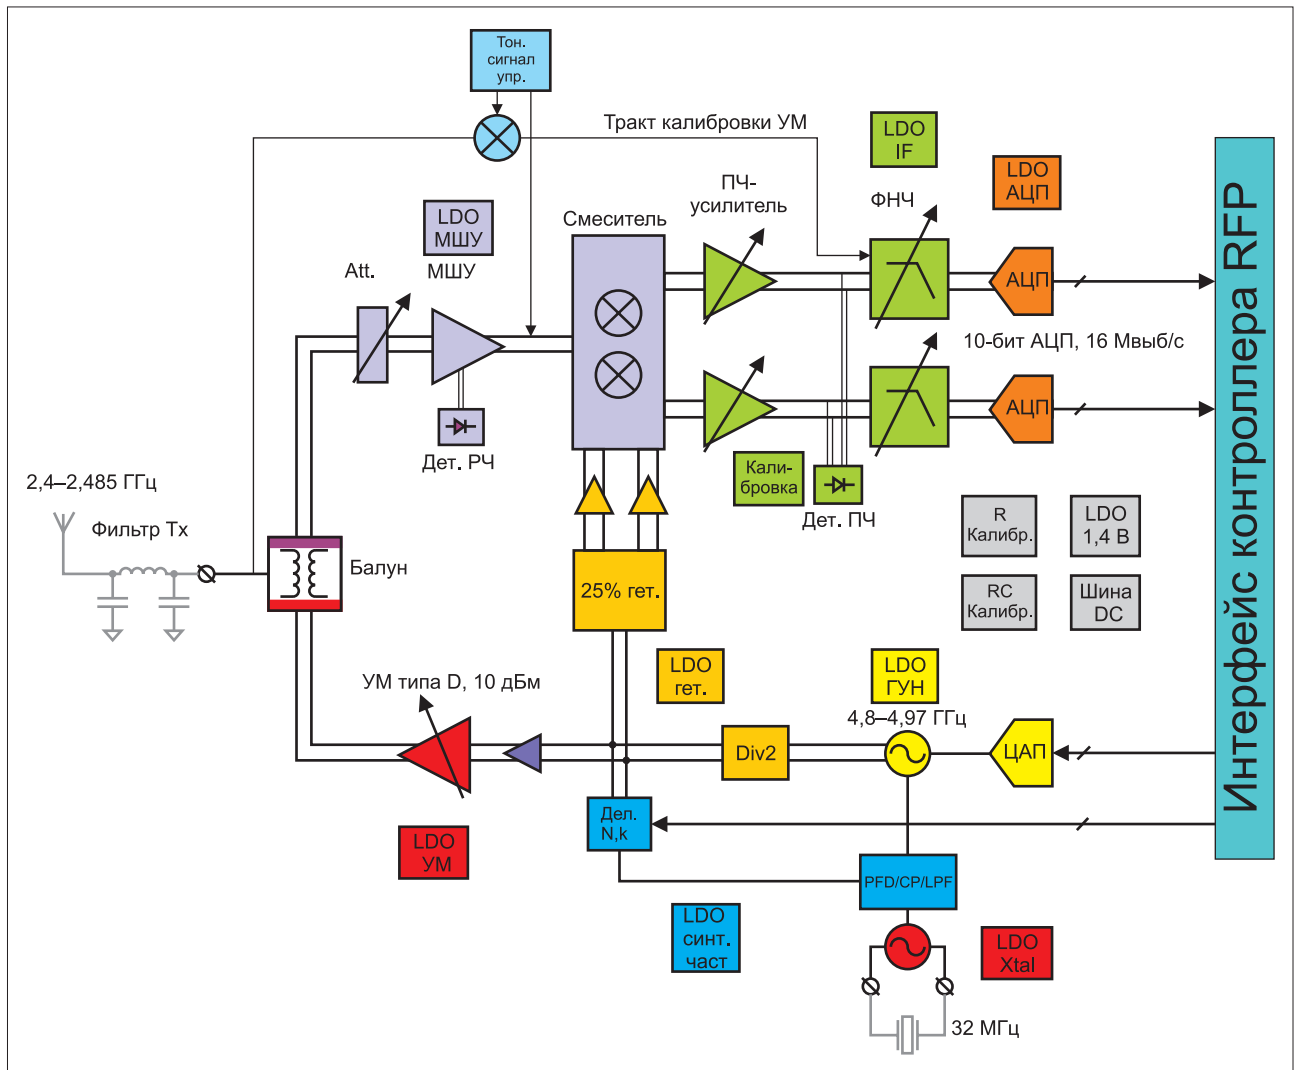 Тон.
сигнал
упр.
Тракт калибровки УМ
LDO
IF
LDO
АЦП
ПЧ-
усилитель
ФНЧ
LDO
МШУ
Смеситель
Att.
МШУ
АЦП
10-бит АЦП, 16 Мвыб/с
АЦП
Дет. РЧ
Кали-
бровка
Дет. ПЧ
2,4–2,485 ГГц
Фильтр Tx
Балун
R
Калибр.
LDO
1,4 В
RC
Калибр.
Шина
DC
25% гет.
LDO
гет.
LDO
ГУН
УМ типа D, 10 дБм
4,8–4,97 ГГц
Div2
ЦАП
Дел.
N,k
LDO
УМ
PFD/CP/LPF
LDO
синт.
част
LDO
Xtal
32 МГц
Интерфейс контроллера RFP